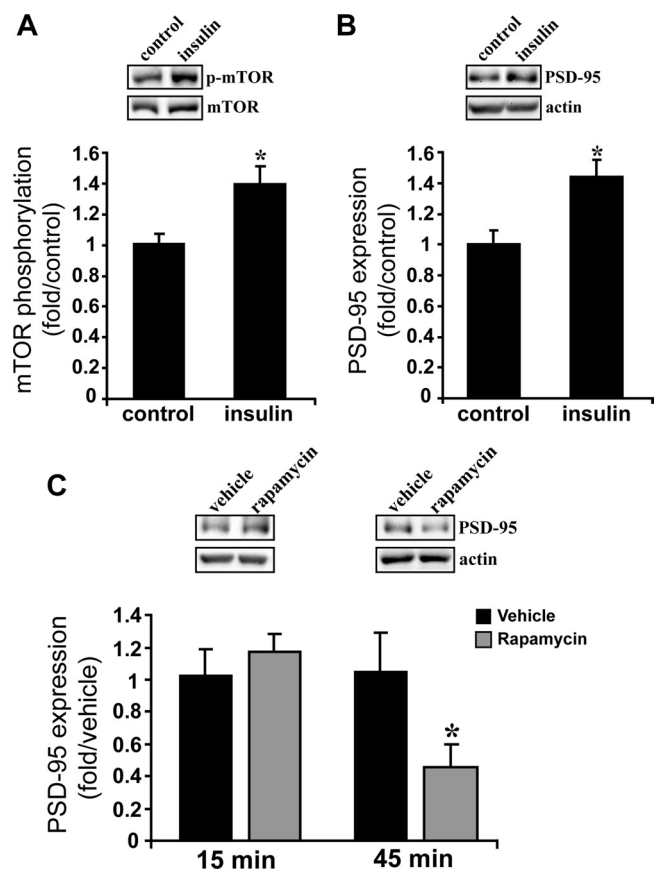 A
control insulin
p-mTOR
mTOR
mTOR phosphorylation
(fold/control)
1.6
*
1.4
1
0.8
0.6
0.4
0.2
0
control insulin
B
control insulin
PSD-95
actin
PSD-95 expression
(fold/control)
1.6
*
1.4
1
0.8
0.6
0.4
0.2
0
control insulin
C
vehicle rapamycin
vehicle rapamycin
PSD-95
actin
PSD-95 expression
(fold/vehicle)
1.4
1.2
1
0.8
0.6
0.4
0.2
0
*
Vehicle
Rapamycin
15 min 45 min